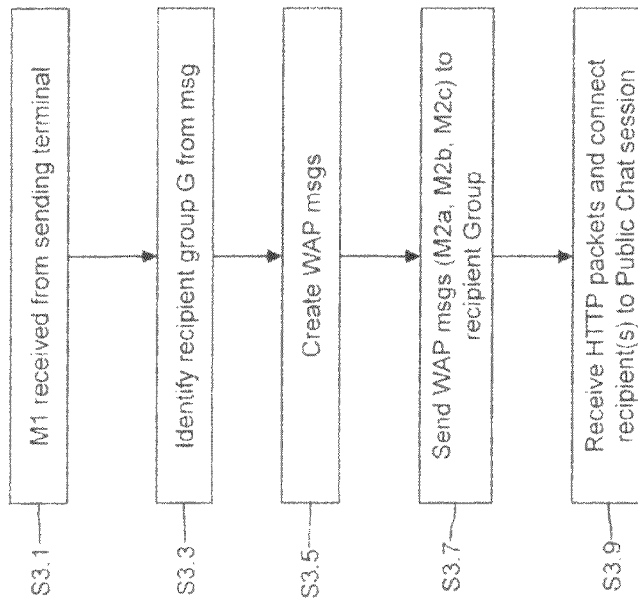 S3.1
M1 received from sending terminal
S3.3
Identify recipient group G from msg
S3.5
Create WAP msgs
S3.7
Send WAP msgs (M2a, M2b, M2c) to
recipient Group
S3.9
Receive HTTP packets and connect
recipient(s) to Public Chat session